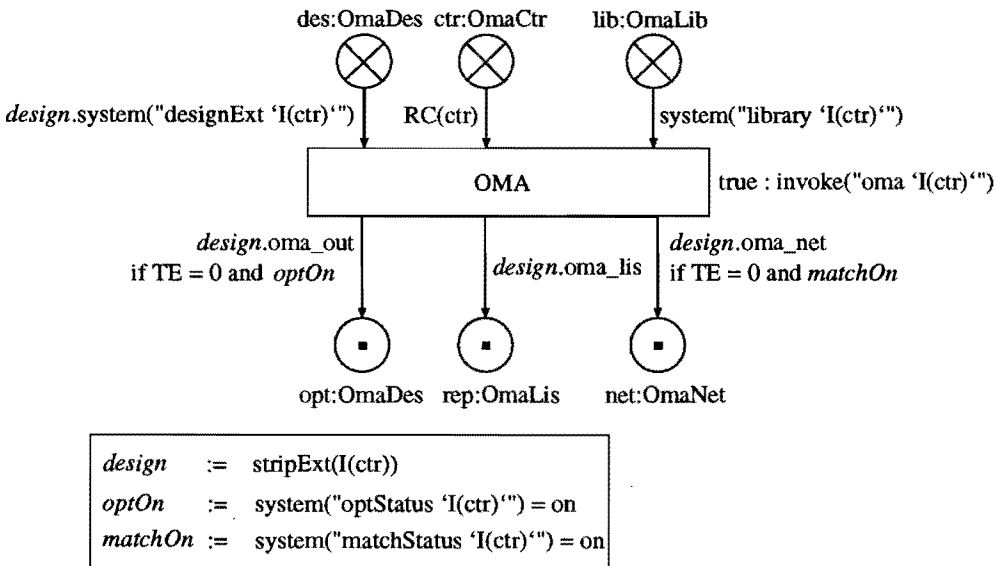 des:OmaDes ctr:OmaCtr lib:OmaLib
design.system("designExt ‘I(ctr)‘") RC(ctr) system("library ‘I(ctr)‘")
OMA true : invoke("oma ‘I(ctr)‘")
design.oma_out
if TE = 0 and optOn
design.oma_lis
design.oma_net
if TE = 0 and matchOn
opt:OmaDes rep:OmaLis net:OmaNet
design := stripExt(I(ctr))
optOn := system("optStatus ‘I(ctr)‘") = on
matchOn := system("matchStatus ‘I(ctr)‘") = on